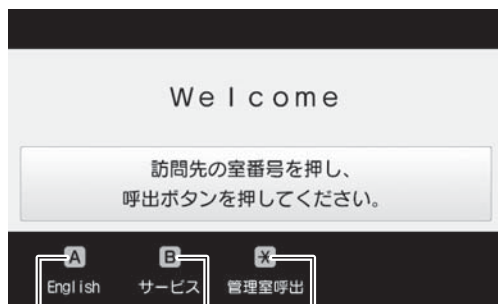 Welcome
訪問先の室番号を押し、
呼出ボタンを押してください。
A B *
English サービス 管理室呼出